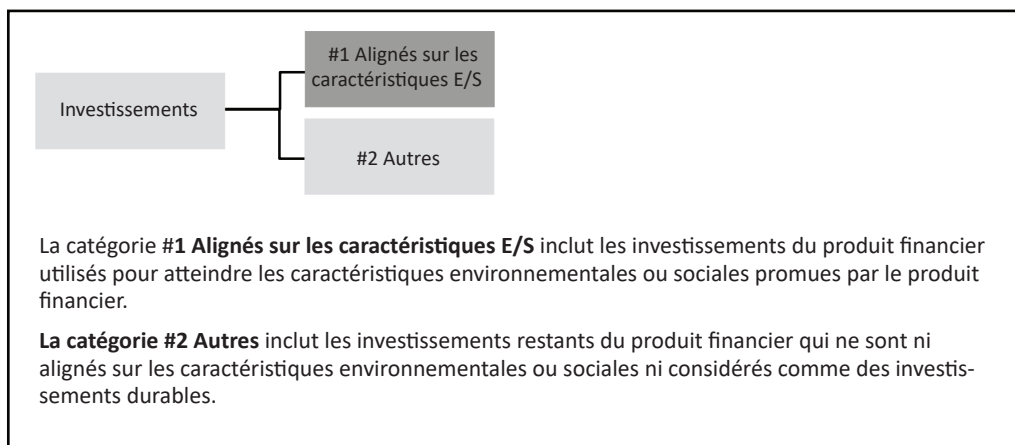 #1 Alignés sur les
caractéristiques E/S
Investissements
#2 Autres
La catégorie #1 Alignés sur les caractéristiques E/S inclut les investissements du produit financier
utilisés pour atteindre les caractéristiques environnementales ou sociales promues par le produit
financier.
La catégorie #2 Autres inclut les investissements restants du produit financier qui ne sont ni
alignés sur les caractéristiques environnementales ou sociales ni considérés comme des investis-
sements durables.